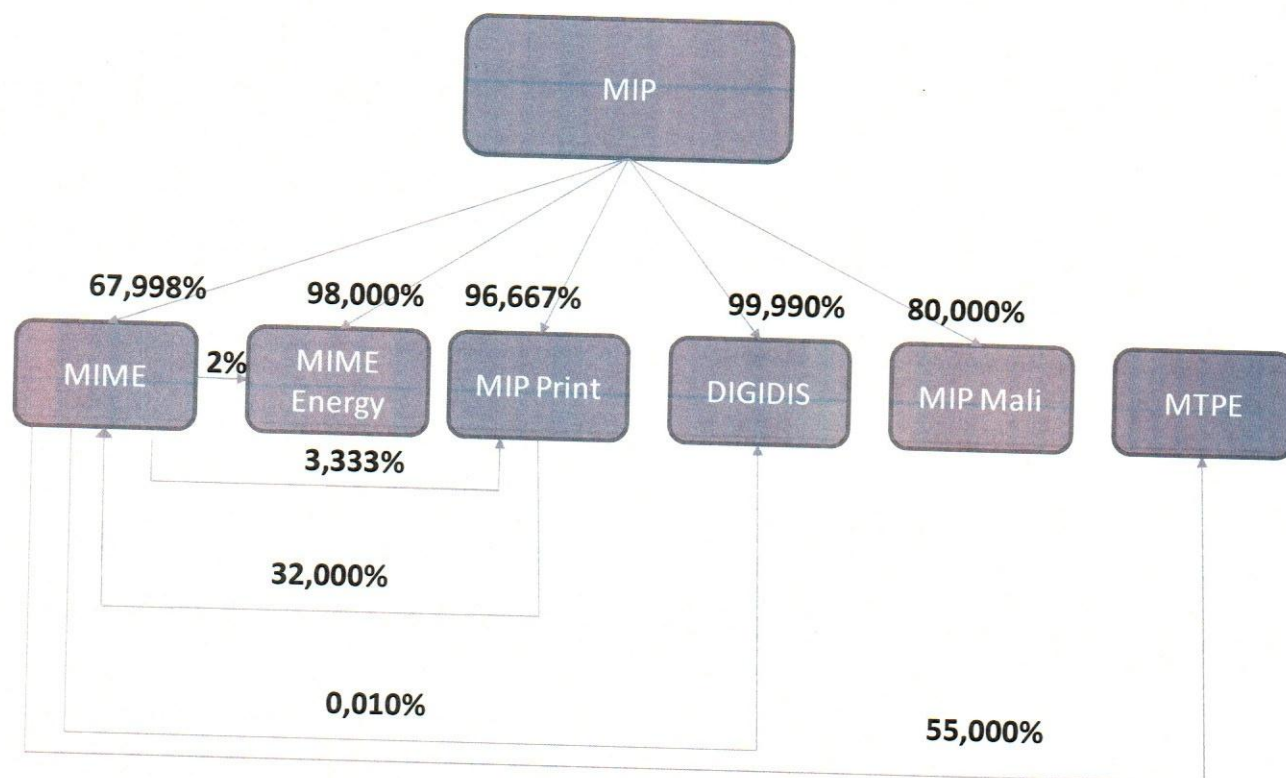 MIP
67,998%
98,000%
96,667%
99,990%
80,000%
MIME
2%
MIME
Energy
MIP Print
DIGIDIS
MIP Mali
MTPE
3,333%
32,000%
0,010%
55,000%